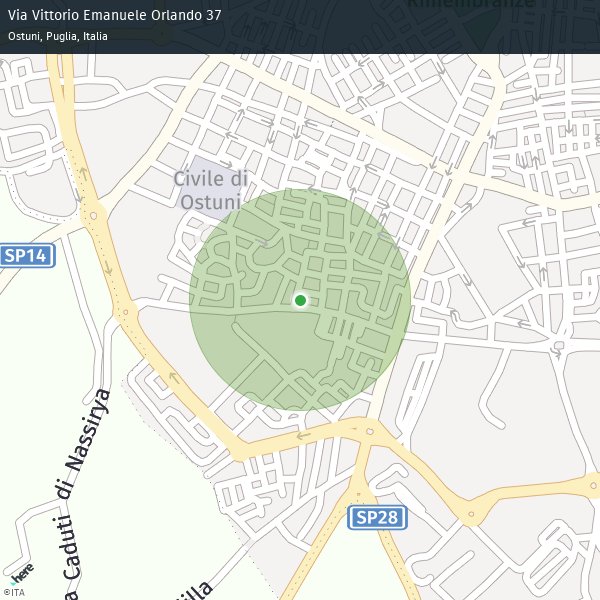 Via Vittorio Emanuele Orlando 37
Ostuni, Puglia, Italia
Rimembranze
Civile di
Ostuni
SP14
Caduti di Nassirya
SP28
here
©ITA